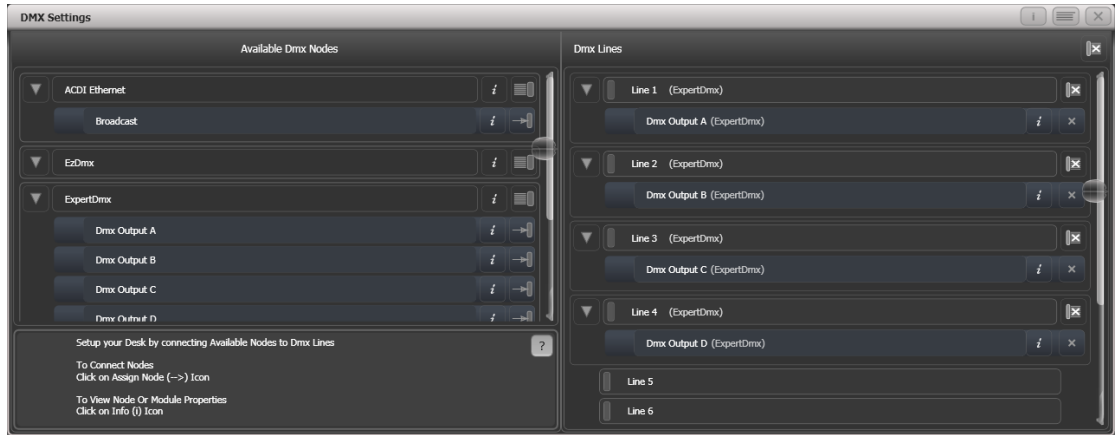 DMX Settings
Available Dmx Nodes
ACDI Ethernet
Broadcast
EzDmx
ExpertDmx
Dmx Output A
Dmx Output B
Dmx Output C
Dmx Output D
Setup your Desk by connecting Available Nodes to Dmx Lines
To Connect Nodes
Click on Assign Node (-->) Icon
To View Node Or Module Properties
Click on Info (i) Icon
?
Dmx Lines
Line 1 (ExpertDmx)
Dmx Output A (ExpertDmx)
Line 2 (ExpertDmx)
Dmx Output B (ExpertDmx)
Line 3 (ExpertDmx)
Dmx Output C (ExpertDmx)
Line 4 (ExpertDmx)
Dmx Output D (ExpertDmx)
Line 5
Line 6